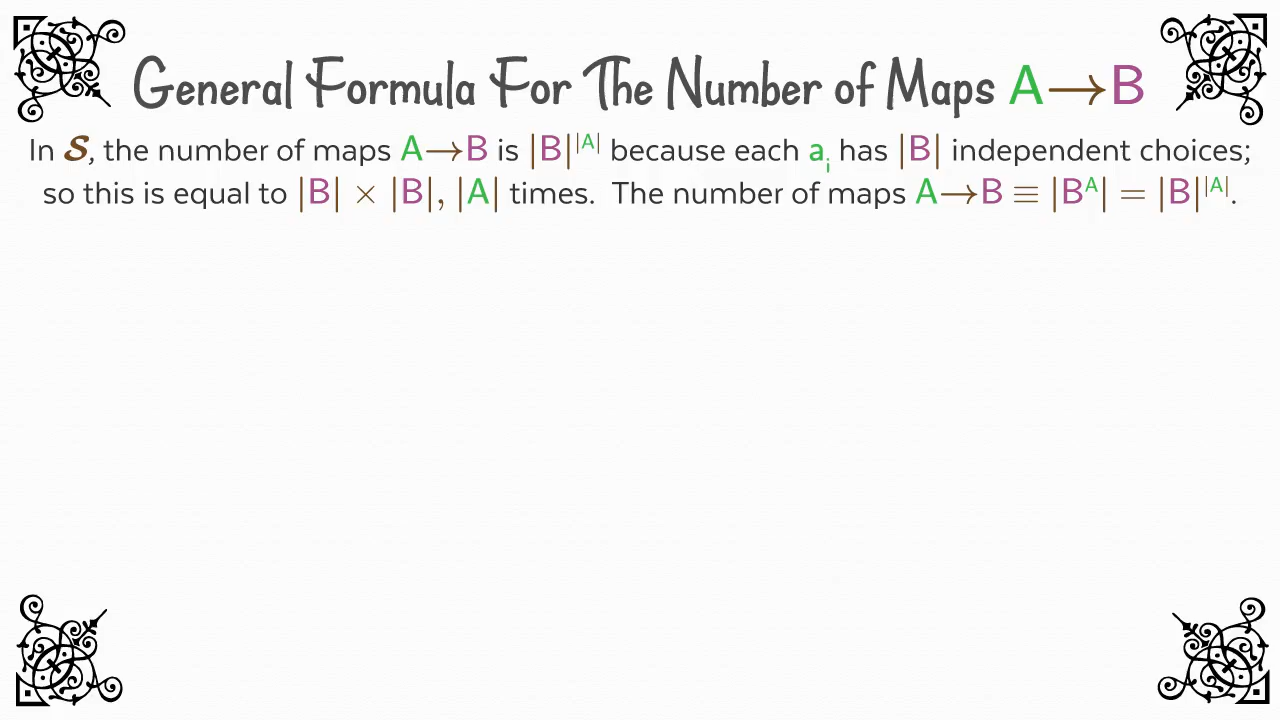 General Formula For The Number of Maps A→B
In 𝓢, the number of maps A→B is |B|^|A| because each aᵢ has |B| independent choices;
so this is equal to |B| × |B|, |A| times. The number of maps A→B ≡ |B^A| = |B|^|A|.